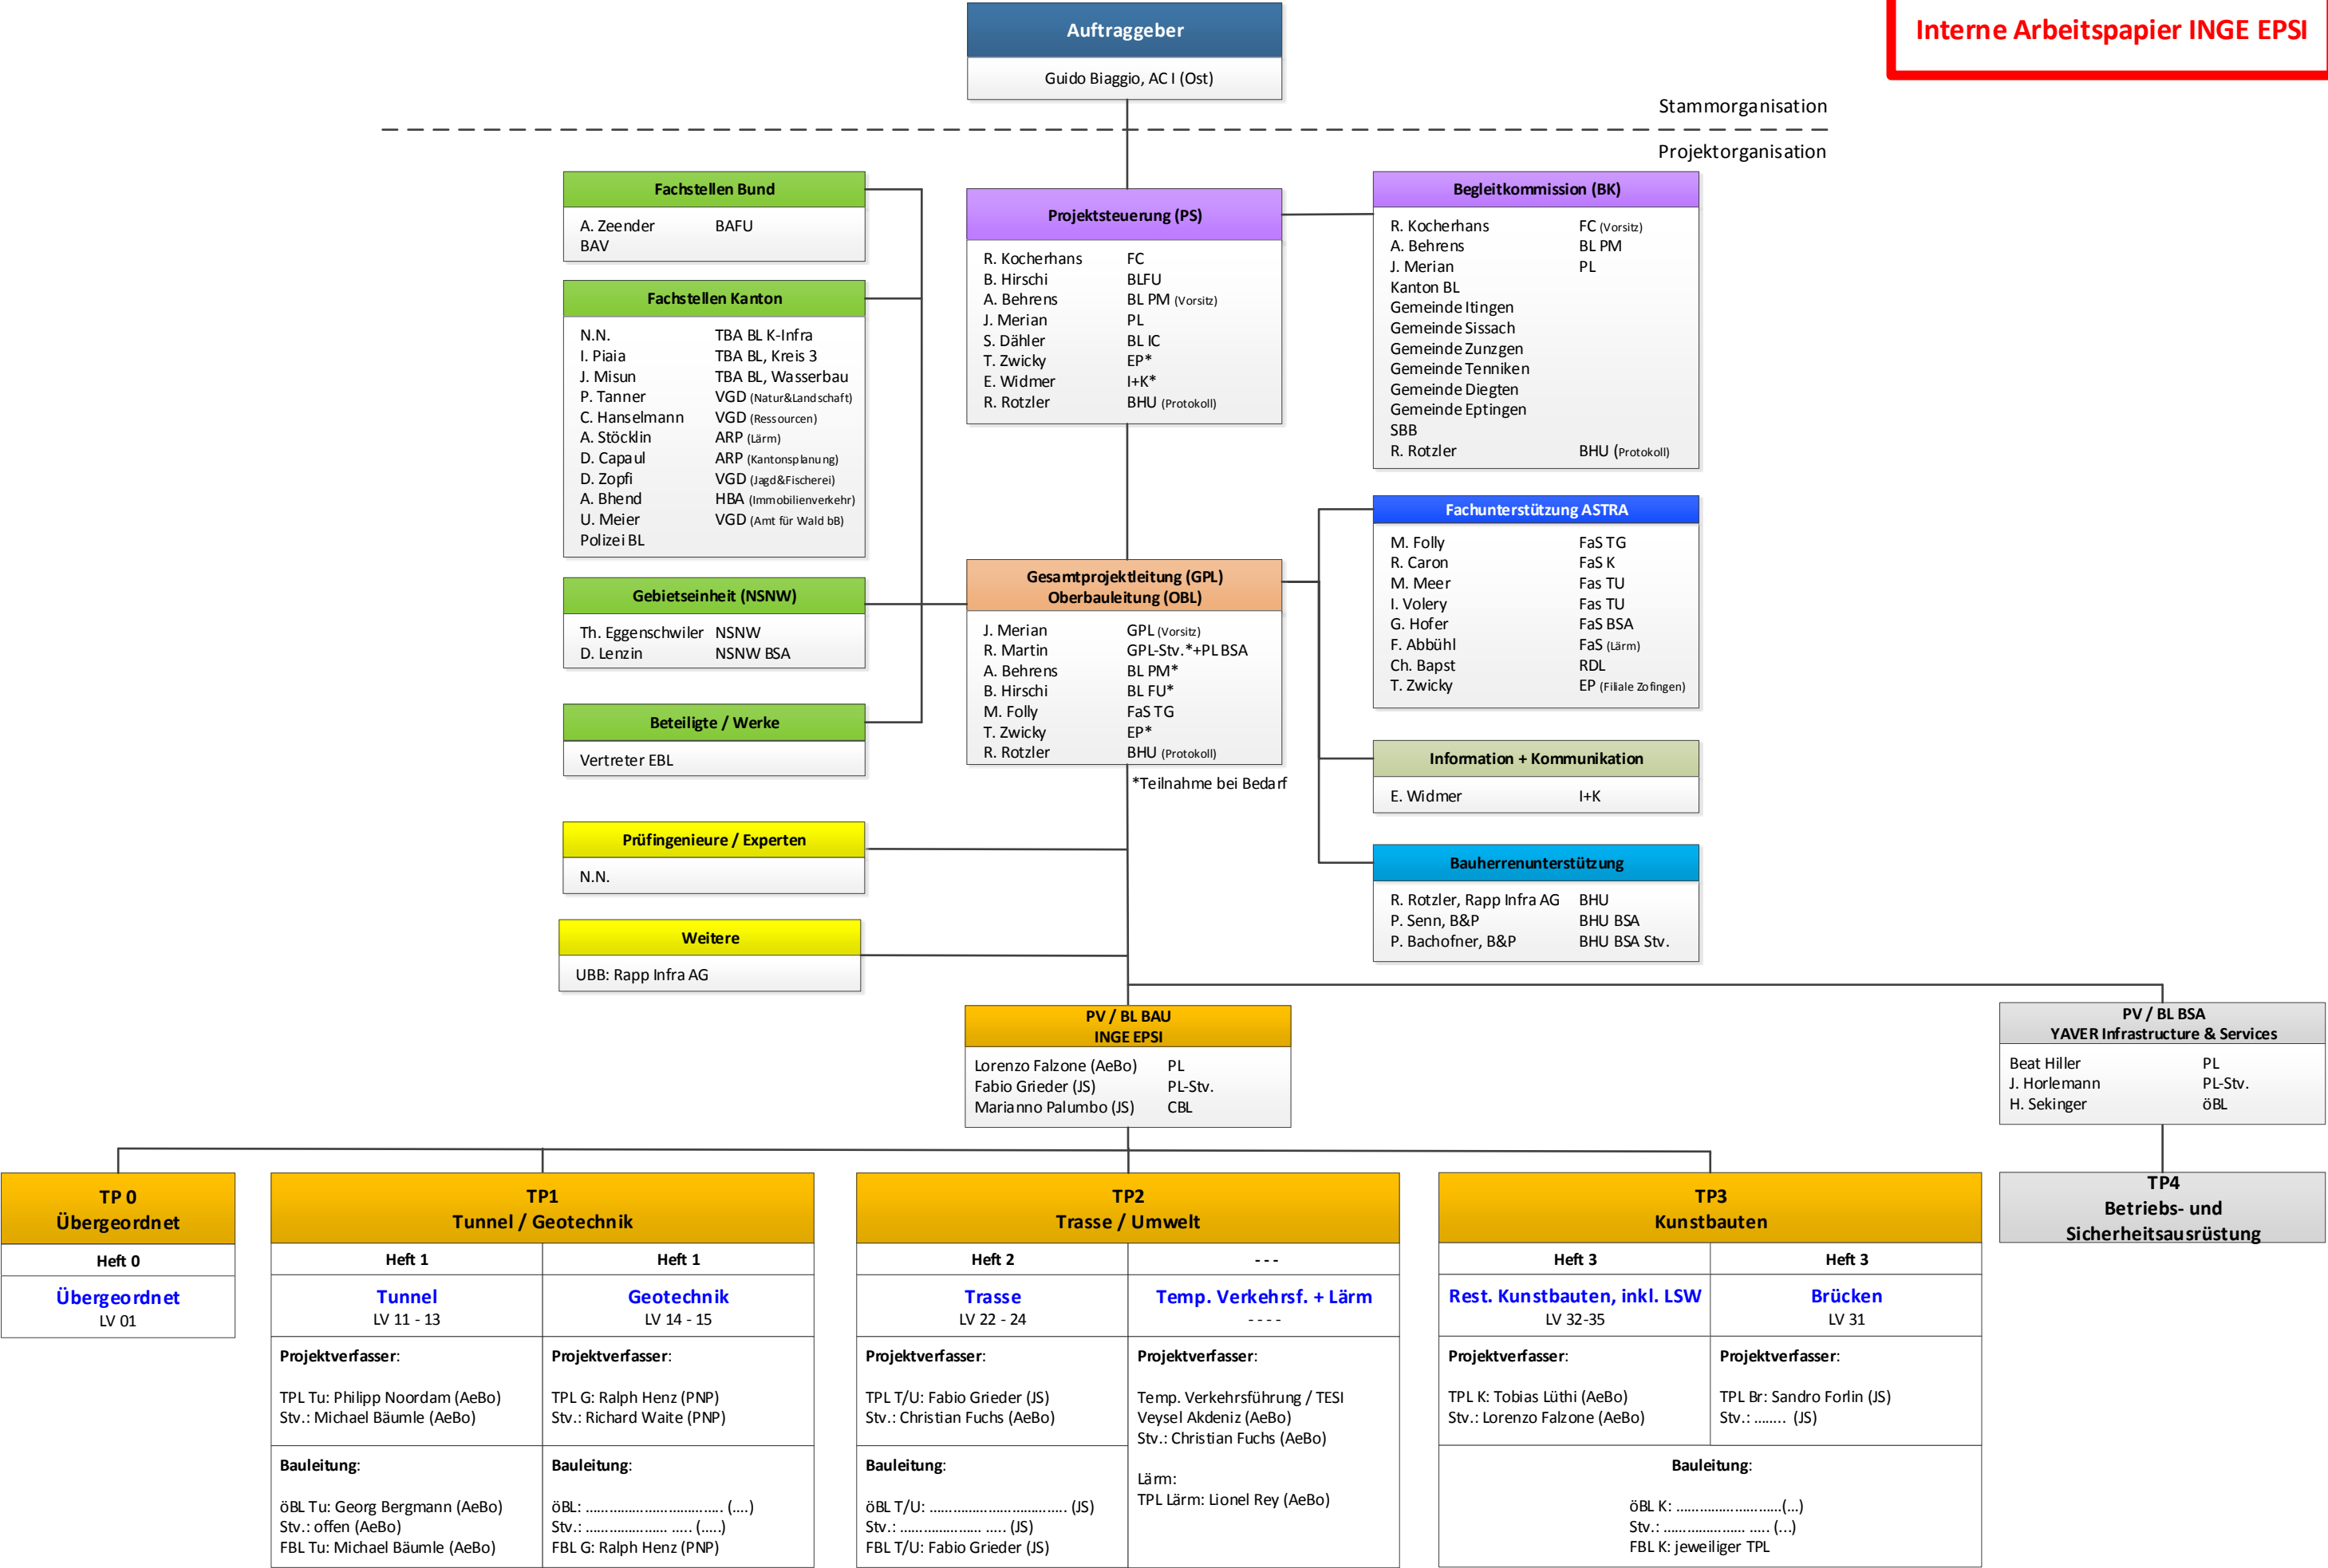 Interne Arbeitspapier INGE EPSI
Auftraggeber
Guido Biaggio, AC I (Ost)
Stammorganisation
Projektorganisation
Fachstellen Bund
A. Zeender BAFU
BAV
Fachstellen Kanton
N.N. TBA BL K-Infra
I. Piaia TBA BL, Kreis 3
J. Misun TBA BL, Wasserbau
P. Tanner VGD (Natur&Landschaft)
C. Hanselmann VGD (Ressourcen)
A. Stöcklin ARP (Lärm)
D. Capaul ARP (Kantonsplanung)
D. Zopfi VGD (Jagd&Fischerei)
A. Bhend HBA (Immobilienverkehr)
U. Meier VGD (Amt für Wald bB)
Polizei BL
Gebietseinheit (NSNW)
Th. Eggenschwiler NSNW
D. Lenzin NSNW BSA
Beteiligte / Werke
Vertreter EBL
Prüfingenieure / Experten
N.N.
Weitere
UBB: Rapp Infra AG
Projektsteuerung (PS)
R. Kocherhans FC
B. Hirschi BLFU
A. Behrens BL PM (Vorsitz)
J. Merian PL
S. Dähler BL IC
T. Zwicky EP*
E. Widmer I+K*
R. Rotzler BHU (Protokoll)
Gesamtprojektleitung (GPL)
Oberbauleitung (OBL)
J. Merian GPL (Vorsitz)
R. Martin GPL-Stv.*+PL BSA
A. Behrens BL PM*
B. Hirschi BL FU*
M. Folly FaS TG
T. Zwicky EP*
R. Rotzler BHU (Protokoll)
*Teilnahme bei Bedarf
Begleitkommission (BK)
R. Kocherhans FC (Vorsitz)
A. Behrens BL PM
J. Merian PL
Kanton BL
Gemeinde Itingen
Gemeinde Sissach
Gemeinde Zunzgen
Gemeinde Tenniken
Gemeinde Diegten
Gemeinde Eptingen
SBB
R. Rotzler BHU (Protokoll)
Fachunterstützung ASTRA
M. Folly FaS TG
R. Caron FaS K
M. Meer Fas TU
I. Volery Fas TU
G. Hofer FaS BSA
F. Abbühl FaS (Lärm)
Ch. Bapst RDL
T. Zwicky EP (Filiale Zofingen)
Information + Kommunikation
E. Widmer I+K
Bauherrenunterstützung
R. Rotzler, Rapp Infra AG BHU
P. Senn, B&P BHU BSA
P. Bachofner, B&P BHU BSA Stv.
PV / BL BAU
INGE EPSI
Lorenzo Falzone (AeBo) PL
Fabio Grieder (JS) PL-Stv.
Marianno Palumbo (JS) CBL
PV / BL BSA
YAVER Infrastructure & Services
Beat Hiller PL
J. Horlemann PL-Stv.
H. Sekinger öBL
TP 0
Übergeordnet
Heft 0
Übergeordnet
LV 01
TP1
Tunnel / Geotechnik
Heft 1
Tunnel
LV 11 - 13
Projektverfasser:
TPL Tu: Philipp Noordam (AeBo)
Stv.: Michael Bäumle (AeBo)
Bauleitung:
öBL Tu: Georg Bergmann (AeBo)
Stv.: offen (AeBo)
FBL Tu: Michael Bäumle (AeBo)
Heft 1
Geotechnik
LV 14 - 15
Projektverfasser:
TPL G: Ralph Henz (PNP)
Stv.: Richard Waite (PNP)
Bauleitung:
öBL: .................................. (....)
Stv.: .................... ..... (.....)
FBL G: Ralph Henz (PNP)
TP2
Trasse / Umwelt
Heft 2
Trasse
LV 22 - 24
Projektverfasser:
TPL T/U: Fabio Grieder (JS)
Stv.: Christian Fuchs (AeBo)
Bauleitung:
öBL T/U: .................................. (JS)
Stv.: .................... ..... (JS)
FBL T/U: Fabio Grieder (JS)
- - -
Temp. Verkehrsf. + Lärm
- - - -
Projektverfasser:
Temp. Verkehrsführung / TESI
Veysel Akdeniz (AeBo)
Stv.: Christian Fuchs (AeBo)
Lärm:
TPL Lärm: Lionel Rey (AeBo)
TP3
Kunstbauten
Heft 3
Rest. Kunstbauten, inkl. LSW
LV 32-35
Projektverfasser:
TPL K: Tobias Lüthi (AeBo)
Stv.: Lorenzo Falzone (AeBo)
Heft 3
Brücken
LV 31
Projektverfasser:
TPL Br: Sandro Forlin (JS)
Stv.: ........ (JS)
Bauleitung:
öBL K: ..........................(...)
Stv.: .................... ..... (...)
FBL K: jeweiliger TPL
TP4
Betriebs- und
Sicherheitsausrüstung